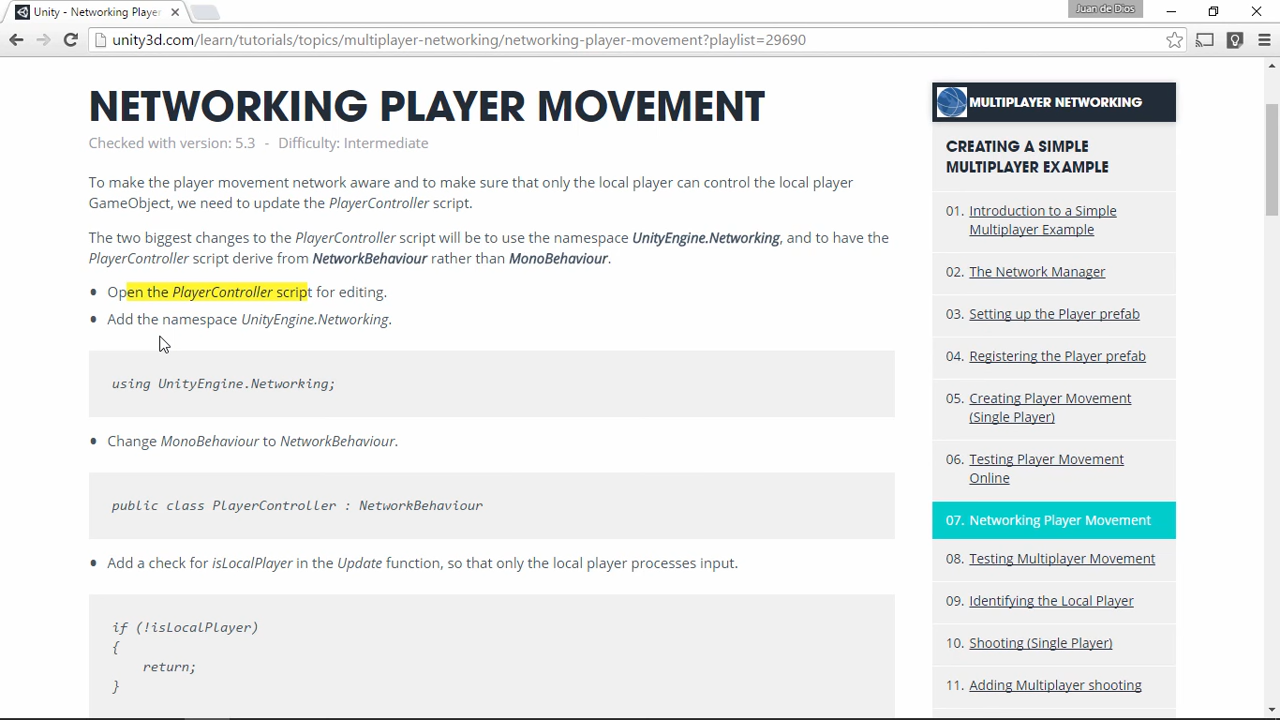 Unity - Networking Player
Juan de Dios
unity3d.com/learn/tutorials/topics/multiplayer-networking/networking-player-movement?playlist=29690
NETWORKING PLAYER MOVEMENT
Checked with version: 5.3 - Difficulty: Intermediate
To make the player movement network aware and to make sure that only the local player can control the local player
GameObject, we need to update the PlayerController script.
The two biggest changes to the PlayerController script will be to use the namespace UnityEngine.Networking, and to have the
PlayerController script derive from NetworkBehaviour rather than MonoBehaviour.
• Open the PlayerController script for editing.
• Add the namespace UnityEngine.Networking.
using UnityEngine.Networking;
• Change MonoBehaviour to NetworkBehaviour.
public class PlayerController : NetworkBehaviour
• Add a check for isLocalPlayer in the Update function, so that only the local player processes input.
if (!isLocalPlayer)
{
return;
}
MULTIPLAYER NETWORKING
CREATING A SIMPLE
MULTIPLAYER EXAMPLE
01. Introduction to a Simple
Multiplayer Example
02. The Network Manager
03. Setting up the Player prefab
04. Registering the Player prefab
05. Creating Player Movement
(Single Player)
06. Testing Player Movement
Online
07. Networking Player Movement
08. Testing Multiplayer Movement
09. Identifying the Local Player
10. Shooting (Single Player)
11. Adding Multiplayer shooting